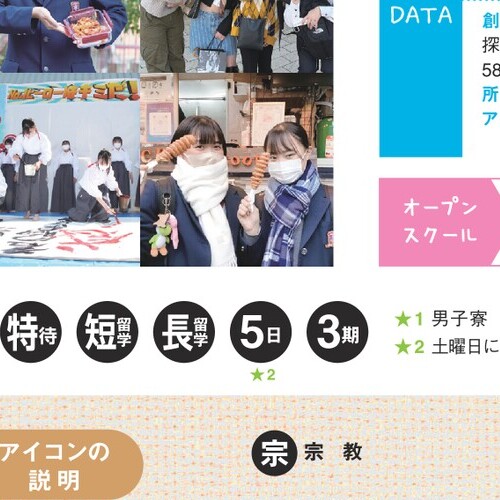 DATA
創
探
58
所
ア
オープン
スクール
特待
短留学
長留学
5日
3期
★2
★1 男子寮
★2 土曜日に
アイコンの
説明
宗 宗 教